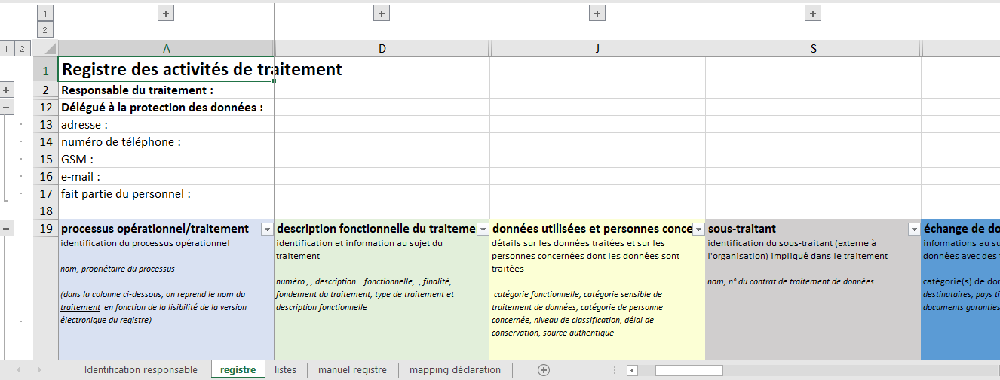 1
2
1 2 A D J S
1 Registre des activités de traitement
2 Responsable du traitement :
12 Délégué à la protection des données :
13 adresse :
14 numéro de téléphone :
15 GSM :
16 e-mail :
17 fait partie du personnel :
18
19 processus opérationnel/traitement
identification du processus opérationnel
nom, propriétaire du processus
(dans la colonne ci-dessous, on reprend le nom du
traitement en fonction de la lisibilité de la version
électronique du registre)
description fonctionnelle du traiteme
identification et information au sujet du
traitement
numéro , , description fonctionnelle, , finalité,
fondement du traitement, type de traitement et
description fonctionnelle
données utilisées et personnes conce
détails sur les données traitées et sur les
personnes concernées dont les données sont
traitées
catégorie fonctionnelle, catégorie sensible de
traitement de données, catégorie de personne
concernée, niveau de classification, délai de
conservation, source authentique
sous-traitant
identification du sous-traitant (externe à
l'organisation) impliqué dans le traitement
nom, n° du contrat de traitement de données
échange de do
informations au su
données avec des
catégorie(s) de do
destinataires, pays ti
documents garanties
Identification responsable registre listes manuel registre mapping déclaration